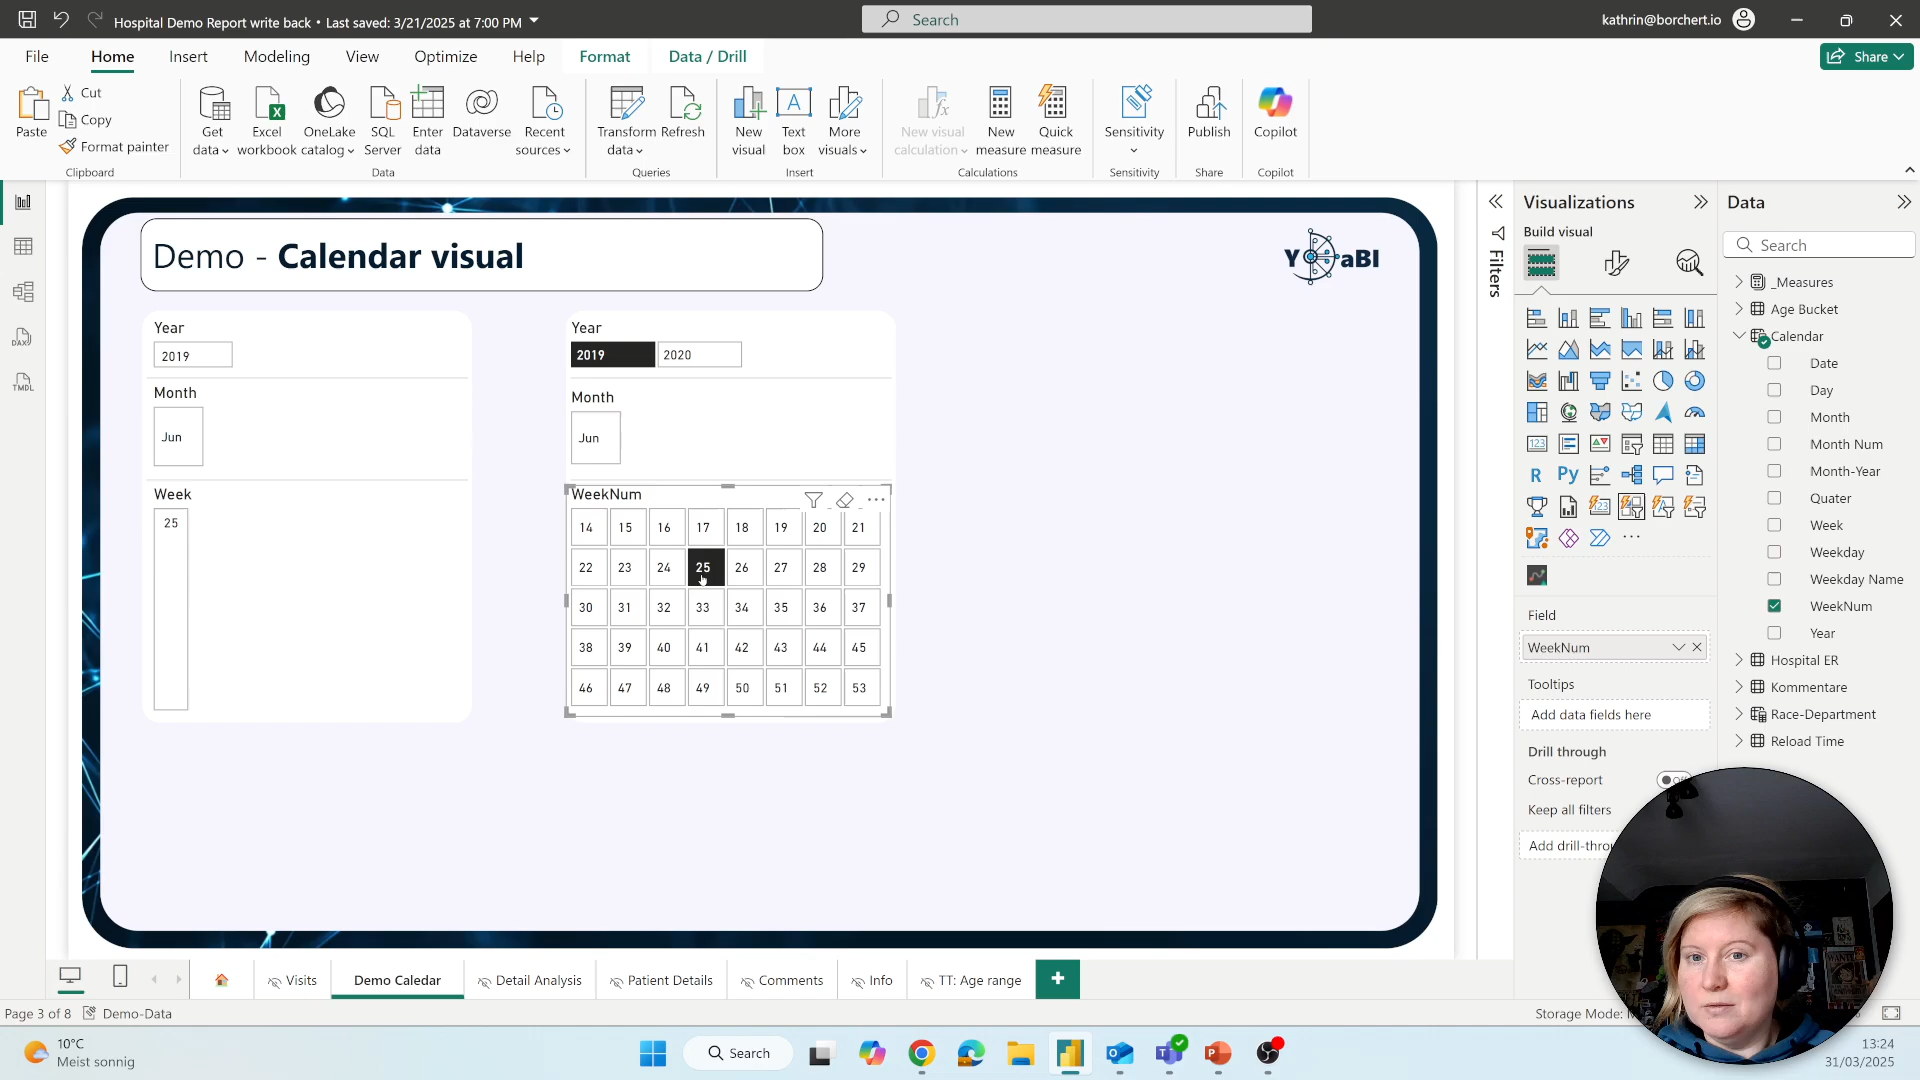 Hospital Demo Report write back • Last saved: 3/21/2025 at 7:00 PM
Search
kathrin@borchert.io
File
Home
Insert
Modeling
View
Optimize
Help
Format
Data / Drill
Share
Paste
Cut
Copy
Format painter
Clipboard
Get
data
Excel
workbook
OneLake
catalog
SQL
Server
Enter
data
Dataverse
Recent
sources
Data
Transform
data
Refresh
Queries
New
visual
Text
box
More
visuals
Insert
New visual
calculation
New
measure
Quick
measure
Calculations
Sensitivity
Sensitivity
Publish
Share
Copilot
Copilot
Demo - Calendar visual
YODaBI
Year
2019
Month
Jun
Week
25
Year
2019 2020
Month
Jun
WeekNum
14 15 16 17 18 19 20 21
22 23 24 25 26 27 28 29
30 31 32 33 34 35 36 37
38 39 40 41 42 43 44 45
46 47 48 49 50 51 52 53
Filters
Visualizations
Build visual
R
Py
123
Field
WeekNum
Tooltips
Add data fields here
Drill through
Cross-report
Keep all filters
Add drill-throu
Data
Search
_Measures
Age Bucket
Calendar
Date
Day
Month
Month Num
Month-Year
Quater
Week
Weekday
Weekday Name
WeekNum
Year
Hospital ER
Kommentare
Race-Department
Reload Time
DAX
TMDL
Visits
Demo Caledar
Detail Analysis
Patient Details
Comments
Info
TT: Age range
Page 3 of 8
Demo-Data
Storage Mode:
10°C
Meist sonnig
Search
13:24
31/03/2025